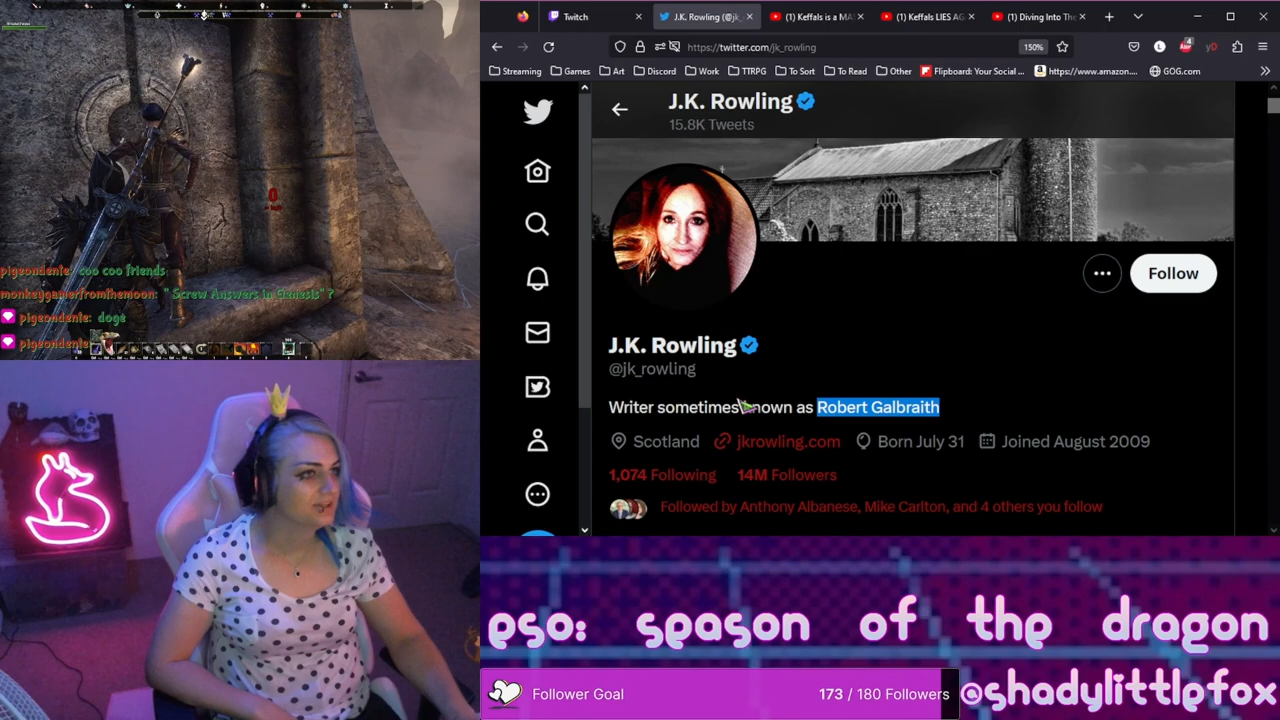 pigeondenle: coo coo friends
monkeygamerfromthemoon: " Screw Answers in Genesis" ?
pigeondenle: doge
pigeondenle:
Twitch
J.K. Rowling (@jk_
(1) Keffals is a MA
(1) Keffals LIES AG
(1) Diving Into The
https://twitter.com/jk_rowling
150%
Streaming
Games
Art
Discord
Work
TTRPG
To Sort
To Read
Other
Flipboard: Your Social ...
https://www.amazon....
GOG.com
J.K. Rowling
15.8K Tweets
Follow
J.K. Rowling
@jk_rowling
Writer sometimes known as Robert Galbraith
Scotland jkrowling.com Born July 31 Joined August 2009
1,074 Following 14M Followers
Followed by Anthony Albanese, Mike Carlton, and 4 others you follow
eso: season of the dragon
Follower Goal 173 / 180 Followers
@shadylittlefox